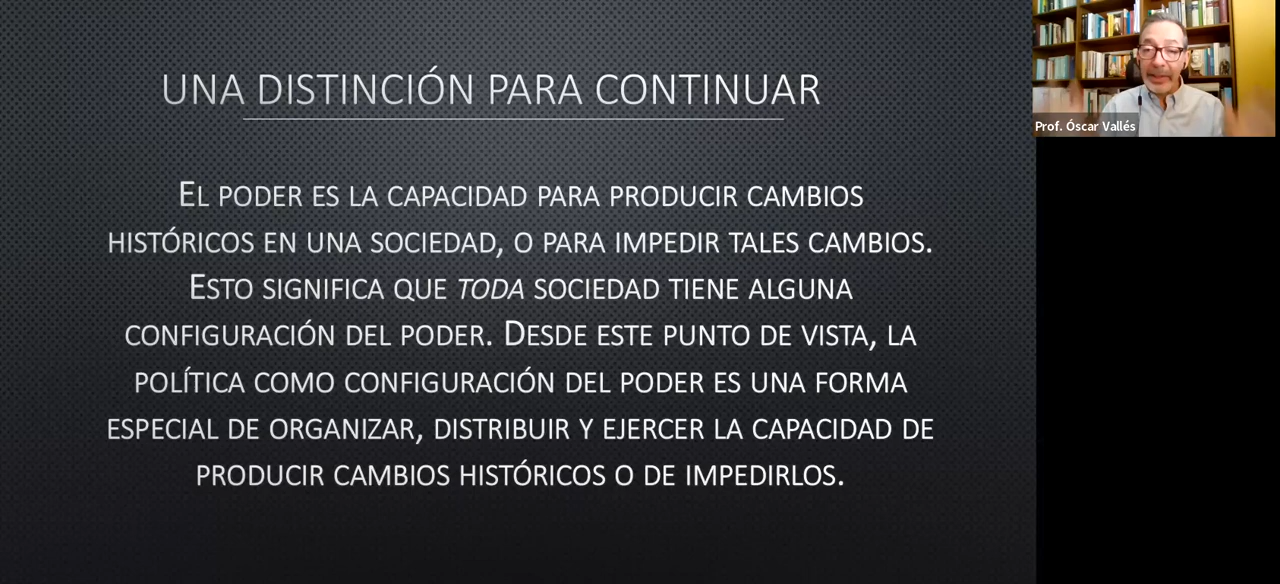 UNA DISTINCIÓN PARA CONTINUAR
EL PODER ES LA CAPACIDAD PARA PRODUCIR CAMBIOS
HISTÓRICOS EN UNA SOCIEDAD, O PARA IMPEDIR TALES CAMBIOS.
ESTO SIGNIFICA QUE TODA SOCIEDAD TIENE ALGUNA
CONFIGURACIÓN DEL PODER. DESDE ESTE PUNTO DE VISTA, LA
POLÍTICA COMO CONFIGURACIÓN DEL PODER ES UNA FORMA
ESPECIAL DE ORGANIZAR, DISTRIBUIR Y EJERCER LA CAPACIDAD DE
PRODUCIR CAMBIOS HISTÓRICOS O DE IMPEDIRLOS.
Prof. Óscar Vallés